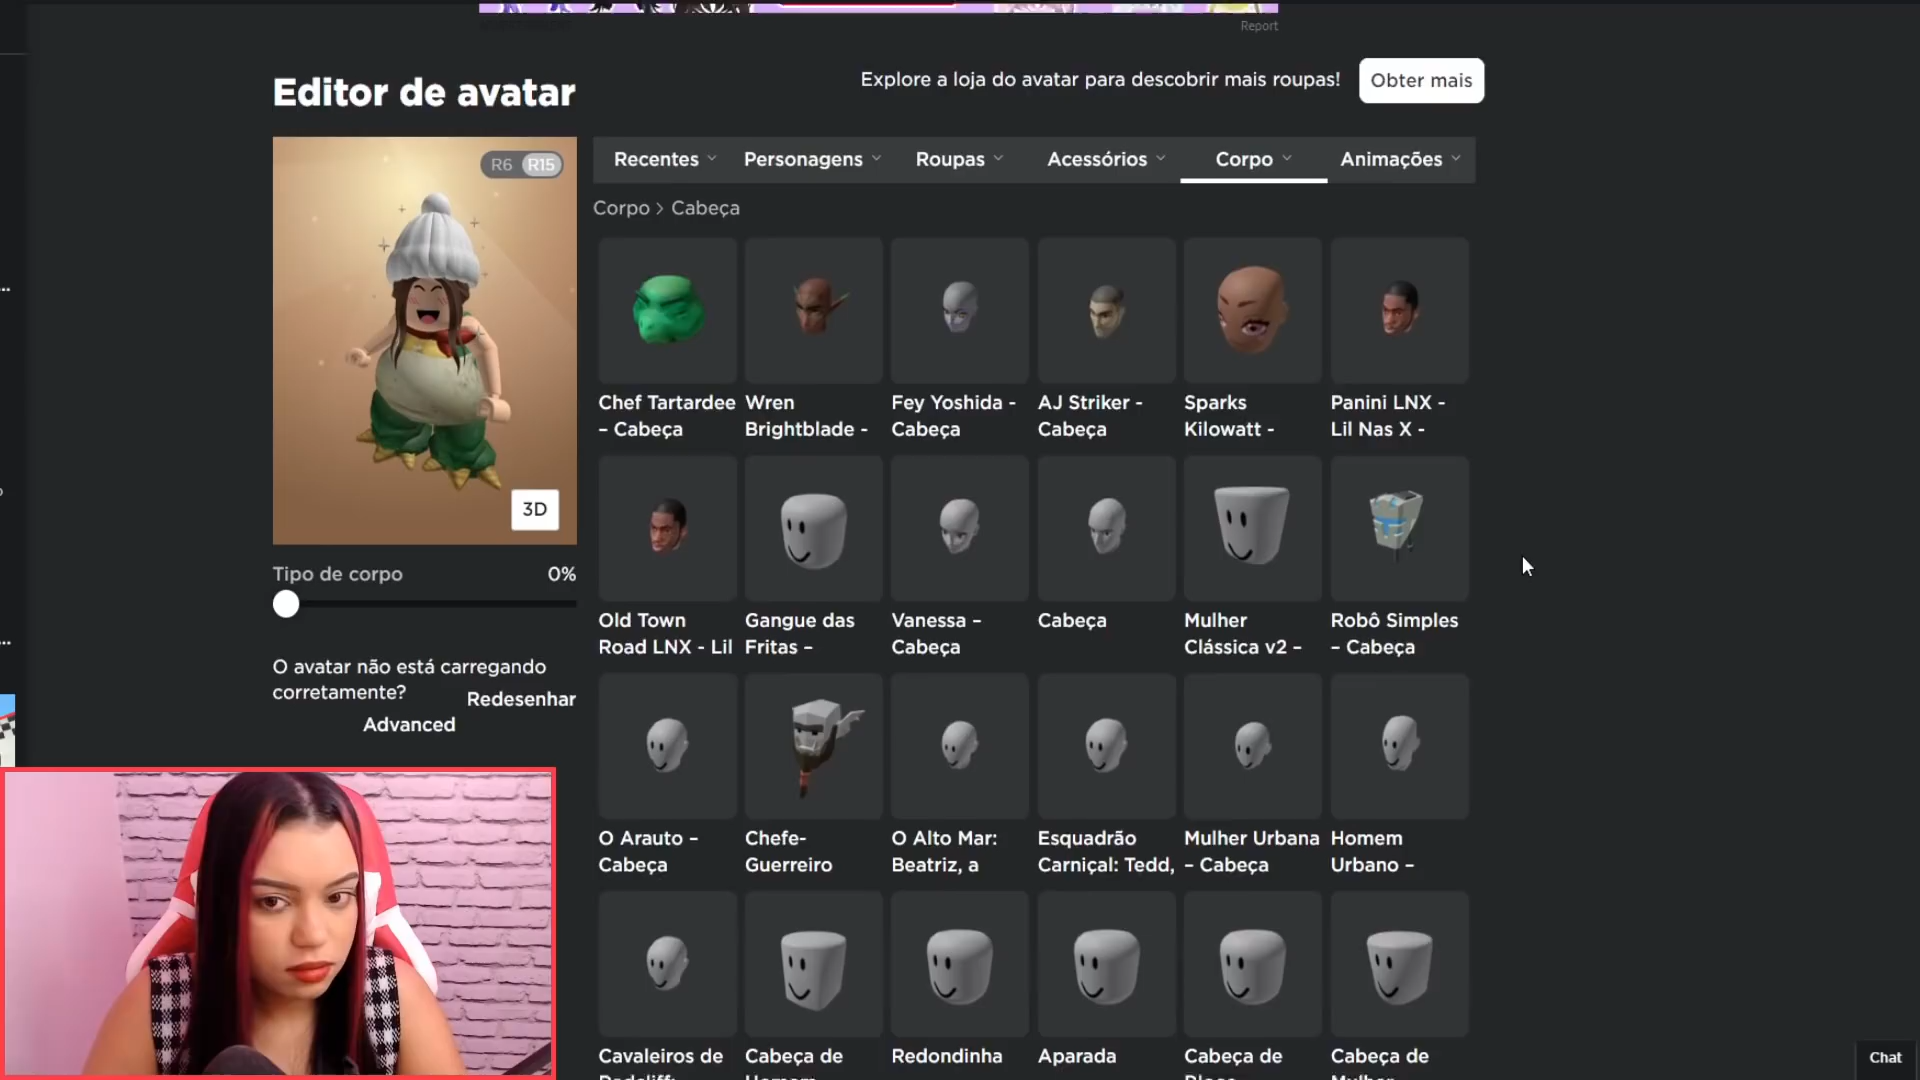 Report
Editor de avatar
Explore a loja do avatar para descobrir mais roupas!
Obter mais
R6 R15
Recentes
Personagens
Roupas
Acessórios
Corpo
Animações
Corpo > Cabeça
3D
Tipo de corpo
0%
O avatar não está carregando
corretamente?
Redesenhar
Advanced
Chef Tartardee
– Cabeça
Wren
Brightblade -
Fey Yoshida -
Cabeça
AJ Striker -
Cabeça
Sparks
Kilowatt -
Panini LNX -
Lil Nas X -
Old Town
Road LNX - Lil
Gangue das
Fritas –
Vanessa –
Cabeça
Cabeça
Mulher
Clássica v2 –
Robô Simples
– Cabeça
O Arauto –
Cabeça
Chefe-
Guerreiro
O Alto Mar:
Beatriz, a
Esquadrão
Carniçal: Tedd,
Mulher Urbana
– Cabeça
Homem
Urbano –
Cavaleiros de
Cabeça de
Redondinha
Aparada
Cabeça de
Cabeça de
Chat